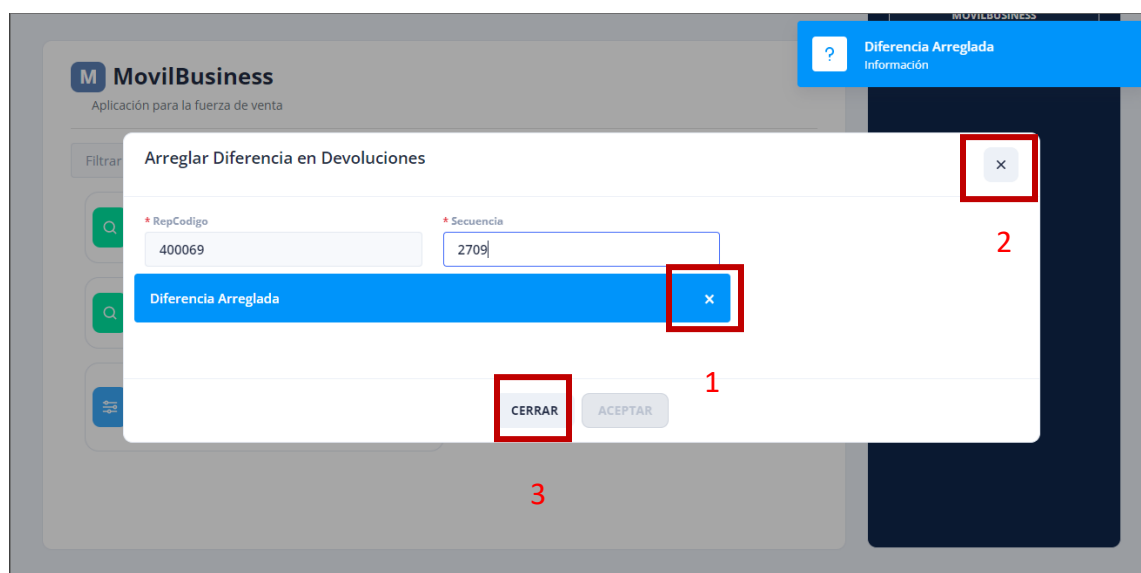 MOVILBUSINESS
? Diferencia Arreglada
Información
M MovilBusiness
Aplicación para la fuerza de venta
Filtrar
Arreglar Diferencia en Devoluciones
×
2
* RepCodigo
* Secuencia
400069
2709
Diferencia Arreglada ×
1
CERRAR
ACEPTAR
3